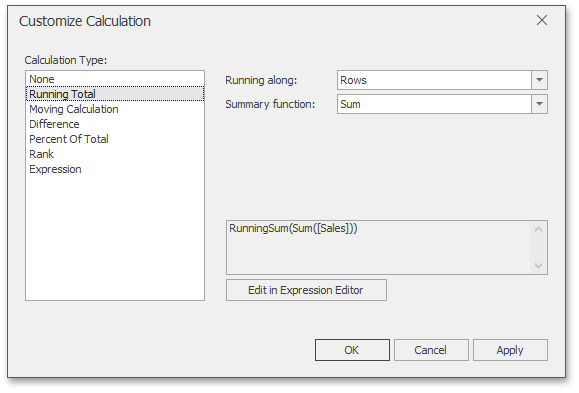 Customize Calculation
Calculation Type:
None
Running Total
Moving Calculation
Difference
Percent Of Total
Rank
Expression
Running along:
Rows
Summary function:
Sum
RunningSum(Sum([Sales]))
Edit in Expression Editor
OK
Cancel
Apply